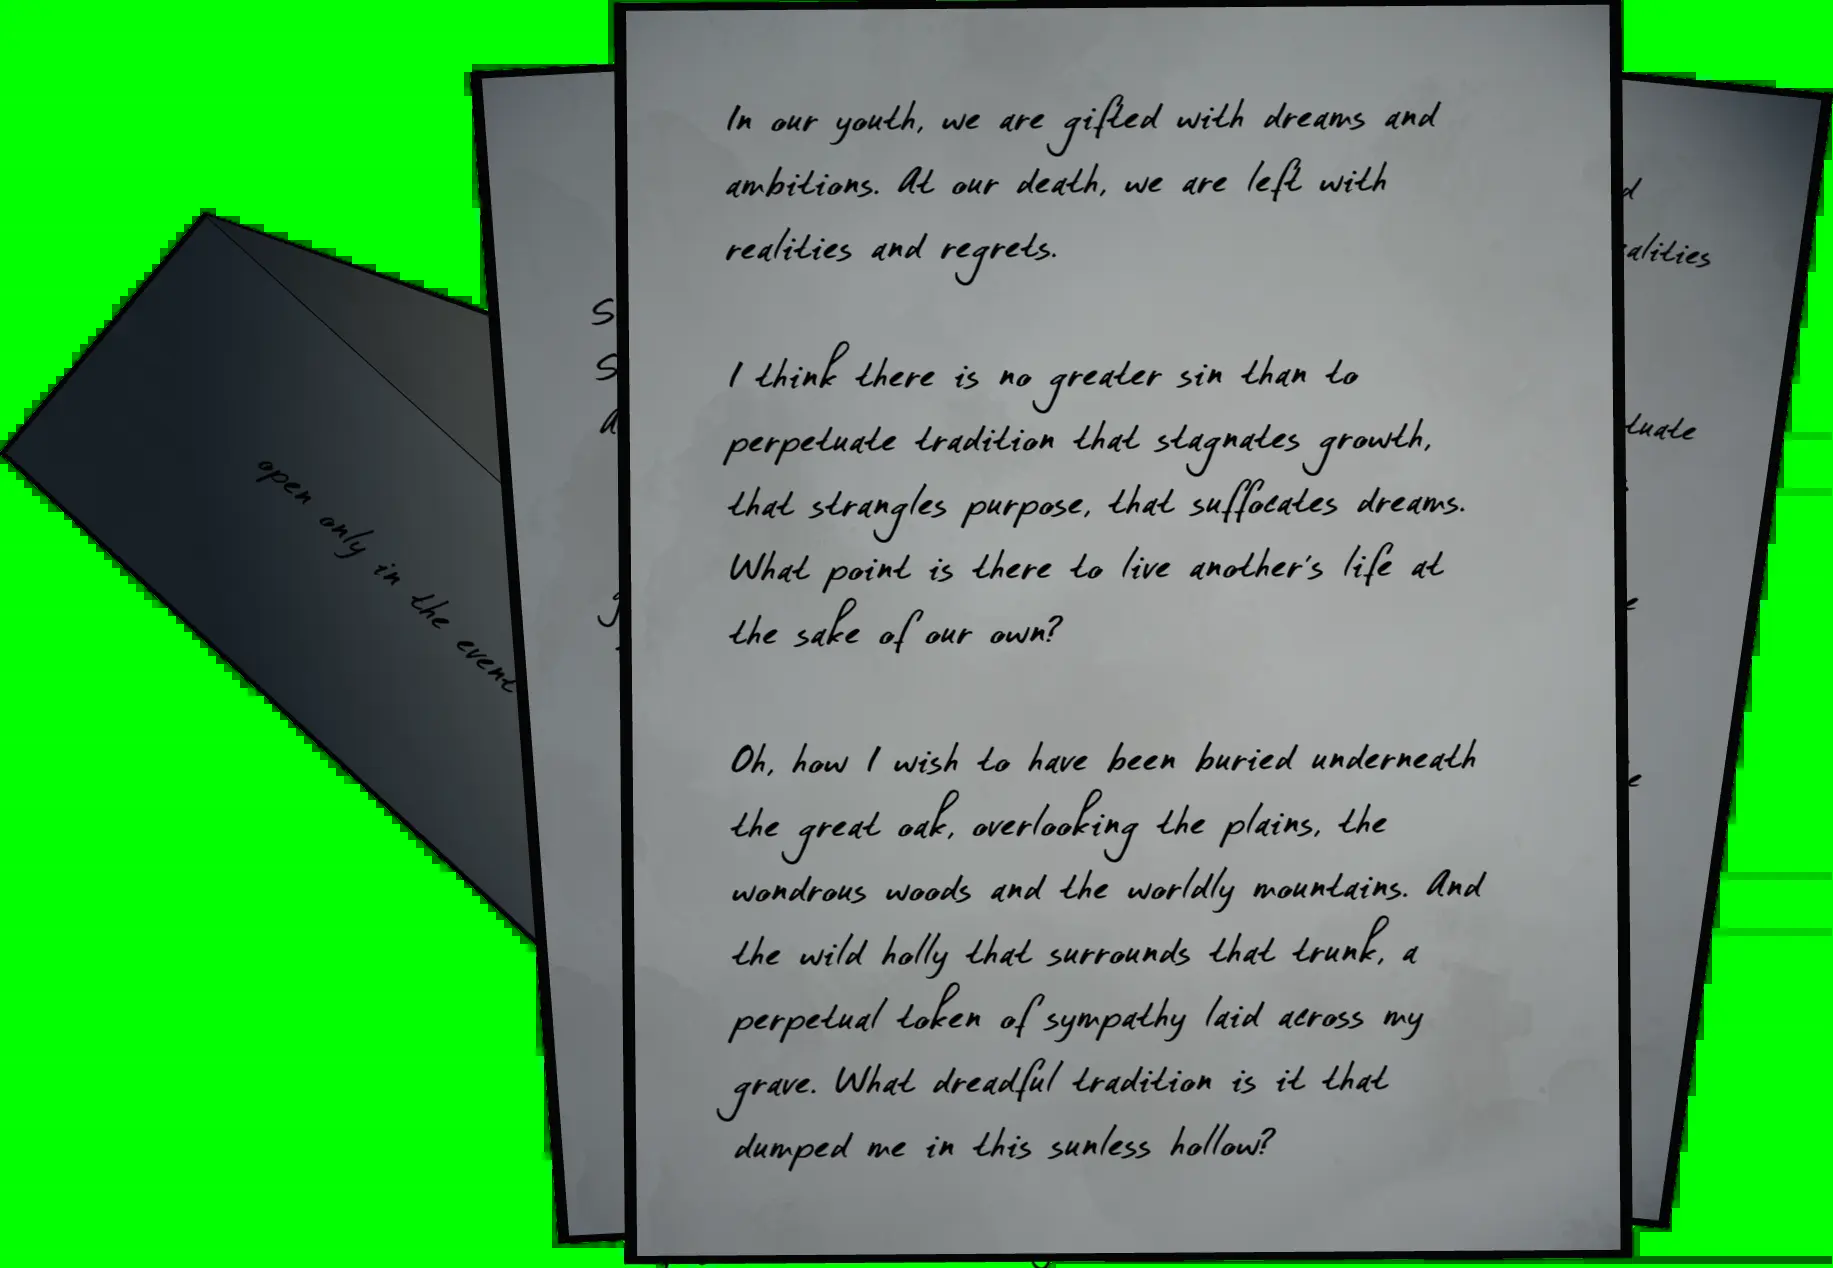 In our youth, we are gifted with dreams and
ambitions. At our death, we are left with
realities and regrets.
I think there is no greater sin than to
perpetuate tradition that stagnates growth,
that strangles purpose, that suffocates dreams.
What point is there to live another's life at
the sake of our own?
Oh, how I wish to have been buried underneath
the great oak, overlooking the plains, the
wondrous woods and the worldly mountains. And
the wild holly that surrounds that trunk, a
perpetual token of sympathy laid across my
grave. What dreadful tradition is it that
dumped me in this sunless hollow?
open only in the event
alities
tuate